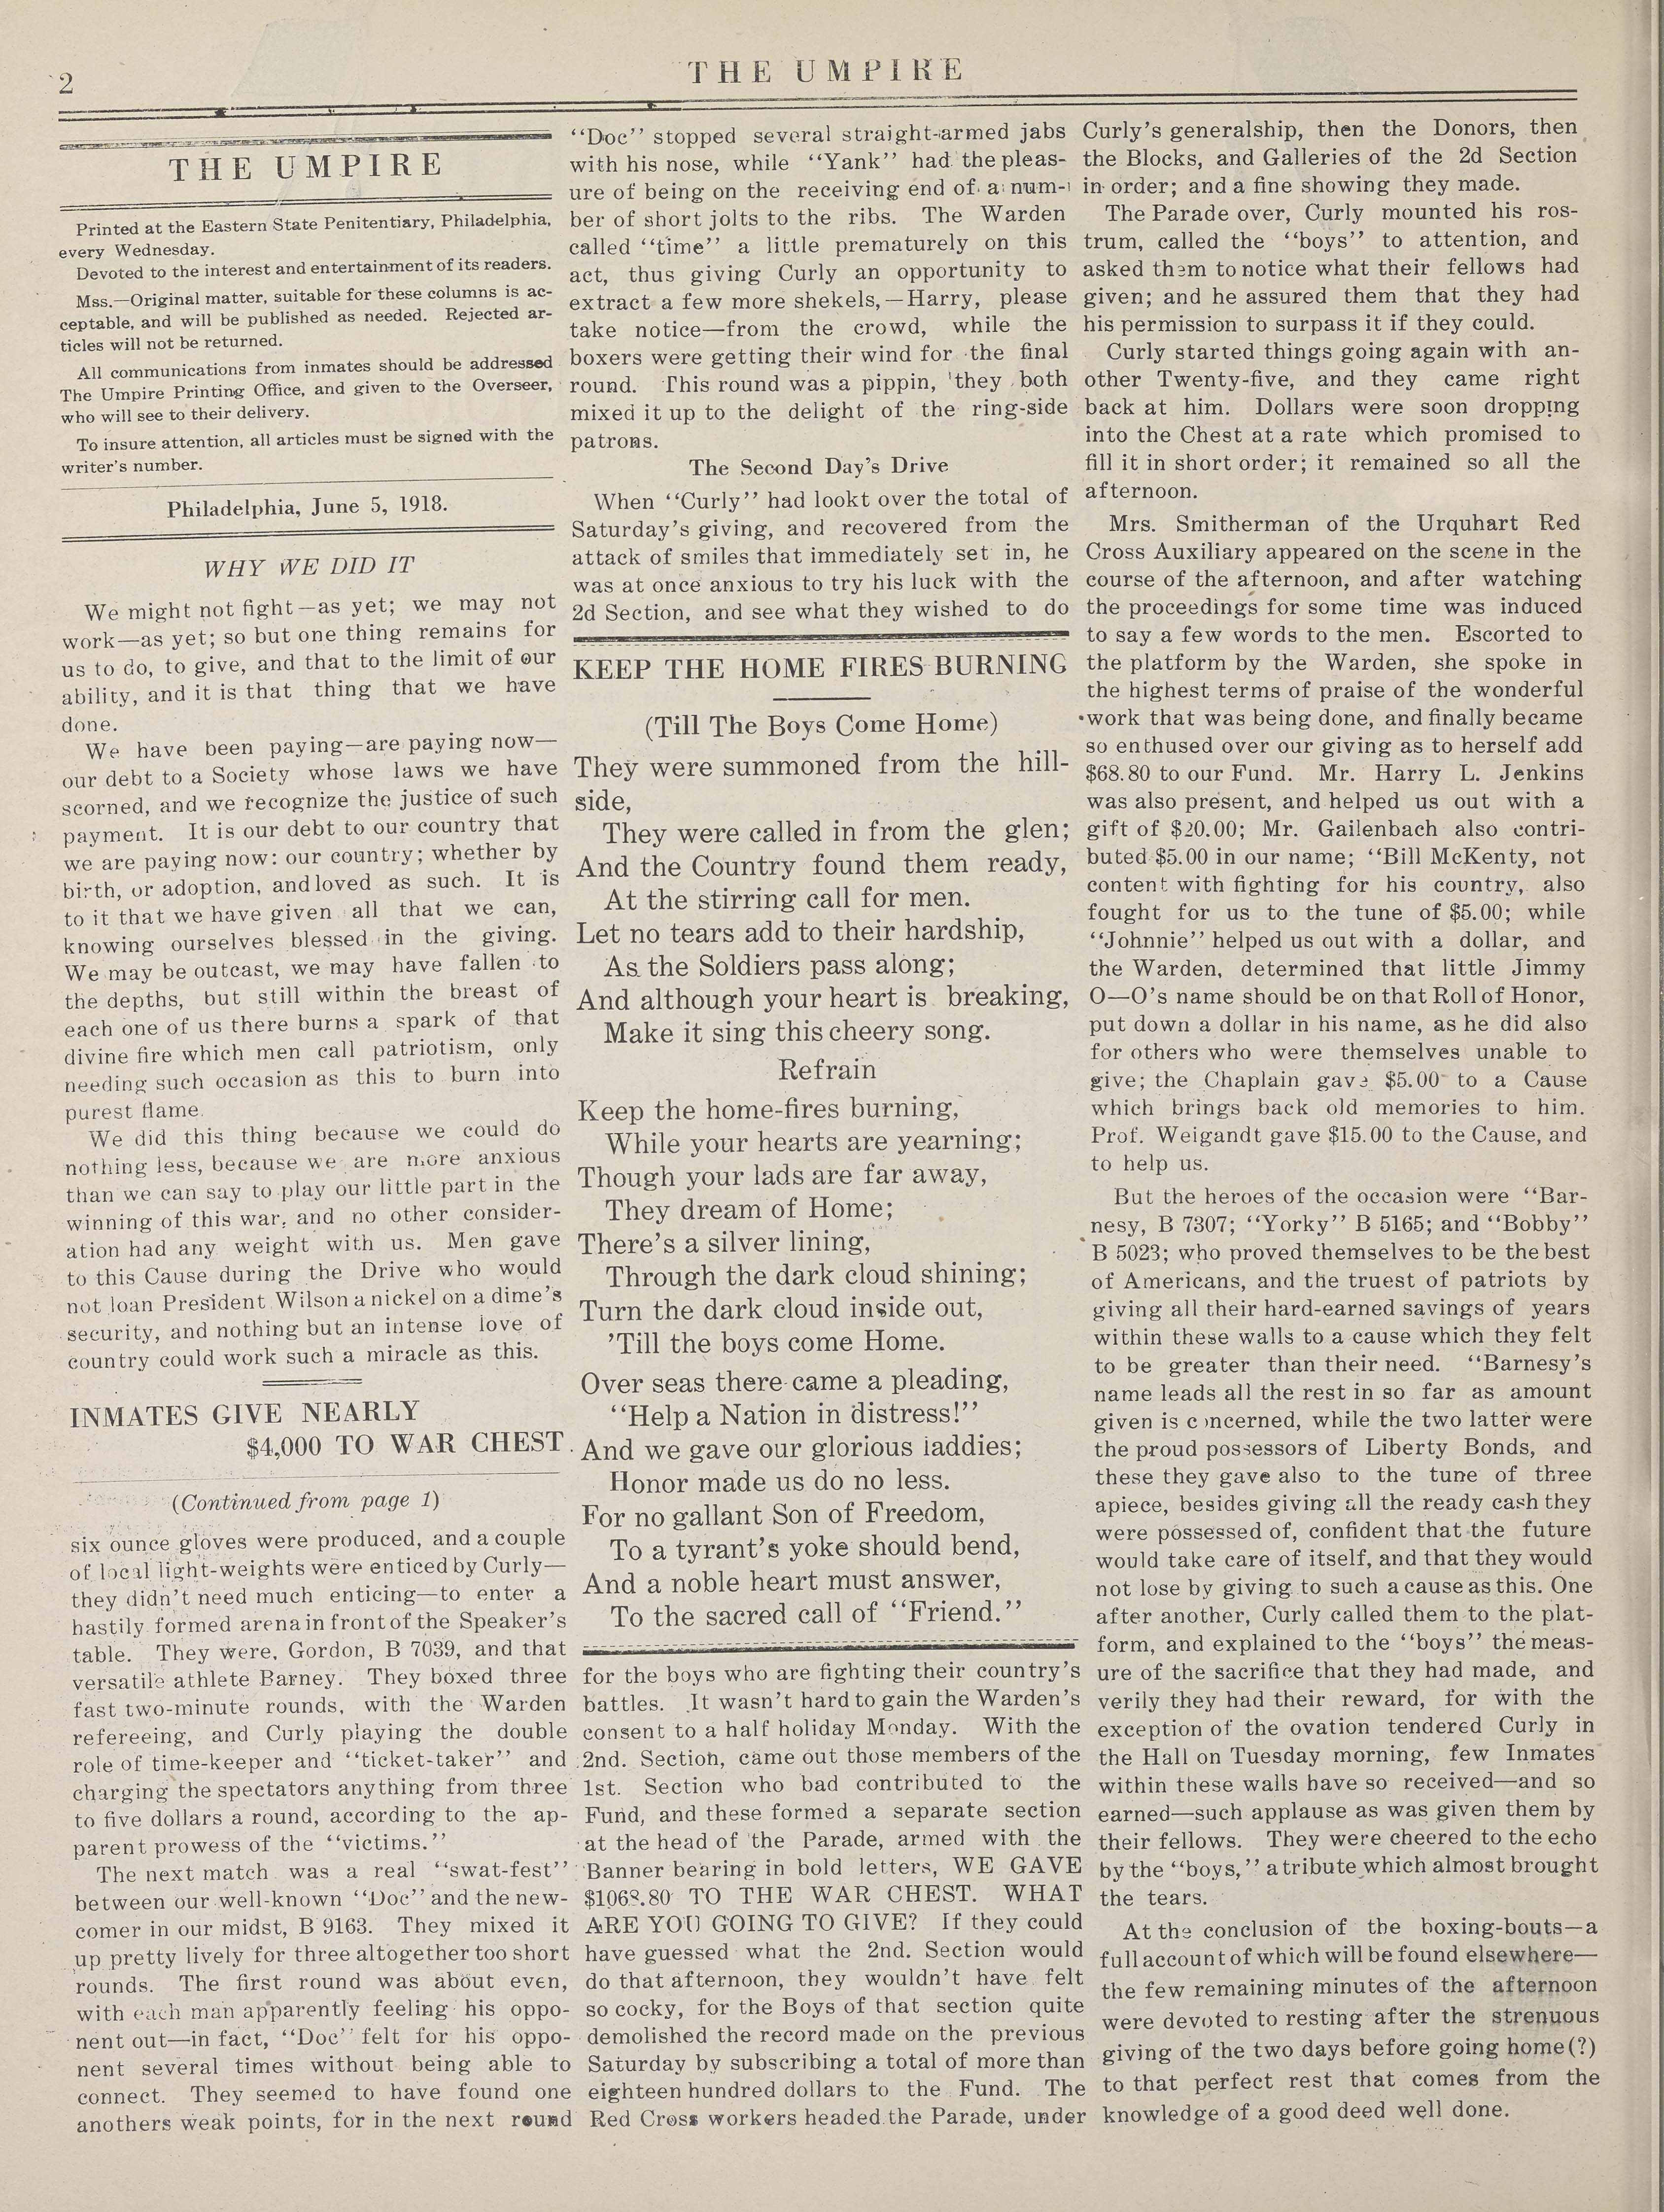 2
THE UMPIRE
THE UMPIRE
Printed at the Eastern State Penitentiary, Philadelphia,
every Wednesday.
Devoted to the interest and entertainment of its readers.
Mss.—Original matter, suitable for these columns is ac-
ceptable, and will be published as needed. Rejected ar-
ticles will not be returned.
All communications from inmates should be addressed
The Umpire Printing Office, and given to the Overseer,
who will see to their delivery.
To insure attention, all articles must be signed with the
writer's number.
Philadelphia, June 5, 1918.
WHY WE DID IT
We might not fight—as yet; we may not
work—as yet; so but one thing remains for
us to do, to give, and that to the limit of our
ability, and it is that thing that we have
done.
We have been paying—are paying now—
our debt to a Society whose laws we have
scorned, and we recognize the justice of such
payment. It is our debt to our country that
we are paying now: our country; whether by
birth, or adoption, and loved as such. It is
to it that we have given all that we can,
knowing ourselves blessed in the giving.
We may be outcast, we may have fallen to
the depths, but still within the breast of
each one of us there burns a spark of that
divine fire which men call patriotism, only
needing such occasion as this to burn into
purest flame.
We did this thing because we could do
nothing less, because we are more anxious
than we can say to play our little part in the
winning of this war, and no other consider-
ation had any weight with us. Men gave
to this Cause during the Drive who would
not loan President Wilson a nickel on a dime's
security, and nothing but an intense love of
country could work such a miracle as this.
INMATES GIVE NEARLY
$4,000 TO WAR CHEST.
(Continued from page 1)
six ounce gloves were produced, and a couple
of local light-weights were enticed by Curly—
they didn't need much enticing—to enter a
hastily formed arena in front of the Speaker's
table. They were, Gordon, B 7039, and that
versatile athlete Barney. They boxed three
fast two-minute rounds, with the Warden
refereeing, and Curly playing the double
role of time-keeper and ''ticket-taker'' and
charging the spectators anything from three
to five dollars a round, according to the ap-
parent prowess of the ''victims.''
The next match was a real ''swat-fest''
between our well-known ''Doc'' and the new-
comer in our midst, B 9163. They mixed it
up pretty lively for three altogether too short
rounds. The first round was about even,
with each man apparently feeling his oppo-
nent out—in fact, ''Doc'' felt for his oppo-
nent several times without being able to
connect. They seemed to have found one
anothers weak points, for in the next round
''Doc'' stopped several straight-armed jabs
with his nose, while ''Yank'' had the pleas-
ure of being on the receiving end of a num-
ber of short jolts to the ribs. The Warden
called ''time'' a little prematurely on this
act, thus giving Curly an opportunity to
extract a few more shekels,—Harry, please
take notice—from the crowd, while the
boxers were getting their wind for the final
round. This round was a pippin, they both
mixed it up to the delight of the ring-side
patrons.
The Second Day's Drive
When ''Curly'' had lookt over the total of
Saturday's giving, and recovered from the
attack of smiles that immediately set in, he
was at once anxious to try his luck with the
2d Section, and see what they wished to do
KEEP THE HOME FIRES BURNING
(Till The Boys Come Home)
They were summoned from the hill-
side,
They were called in from the glen;
And the Country found them ready,
At the stirring call for men.
Let no tears add to their hardship,
As the Soldiers pass along;
And although your heart is breaking,
Make it sing this cheery song.
Refrain
Keep the home-fires burning,
While your hearts are yearning;
Though your lads are far away,
They dream of Home;
There's a silver lining,
Through the dark cloud shining;
Turn the dark cloud inside out,
'Till the boys come Home.
Over seas there came a pleading,
''Help a Nation in distress!''
And we gave our glorious laddies;
Honor made us do no less.
For no gallant Son of Freedom,
To a tyrant's yoke should bend,
And a noble heart must answer,
To the sacred call of ''Friend.''
for the boys who are fighting their country's
battles. It wasn't hard to gain the Warden's
consent to a half holiday Monday. With the
2nd. Section, came out those members of the
1st. Section who bad contributed to the
Fund, and these formed a separate section
at the head of the Parade, armed with the
Banner bearing in bold letters, WE GAVE
$1068.80 TO THE WAR CHEST. WHAT
ARE YOU GOING TO GIVE? If they could
have guessed what the 2nd. Section would
do that afternoon, they wouldn't have felt
so cocky, for the Boys of that section quite
demolished the record made on the previous
Saturday by subscribing a total of more than
eighteen hundred dollars to the Fund. The
Red Cross workers headed the Parade, under
Curly's generalship, then the Donors, then
the Blocks, and Galleries of the 2d Section
in order; and a fine showing they made.
The Parade over, Curly mounted his ros-
trum, called the ''boys'' to attention, and
asked them to notice what their fellows had
given; and he assured them that they had
his permission to surpass it if they could.
Curly started things going again with an-
other Twenty-five, and they came right
back at him. Dollars were soon dropping
into the Chest at a rate which promised to
fill it in short order; it remained so all the
afternoon.
Mrs. Smitherman of the Urquhart Red
Cross Auxiliary appeared on the scene in the
course of the afternoon, and after watching
the proceedings for some time was induced
to say a few words to the men. Escorted to
the platform by the Warden, she spoke in
the highest terms of praise of the wonderful
work that was being done, and finally became
so enthused over our giving as to herself add
$68.80 to our Fund. Mr. Harry L. Jenkins
was also present, and helped us out with a
gift of $20.00; Mr. Gailenbach also contri-
buted $5.00 in our name; ''Bill McKenty, not
content with fighting for his country, also
fought for us to the tune of $5.00; while
''Johnnie'' helped us out with a dollar, and
the Warden, determined that little Jimmy
O—O's name should be on that Roll of Honor,
put down a dollar in his name, as he did also
for others who were themselves unable to
give; the Chaplain gave $5.00 to a Cause
which brings back old memories to him.
Prof. Weigandt gave $15.00 to the Cause, and
to help us.
But the heroes of the occasion were ''Bar-
nesy, B 7307; ''Yorky'' B 5165; and ''Bobby''
B 5023; who proved themselves to be the best
of Americans, and the truest of patriots by
giving all their hard-earned savings of years
within these walls to a cause which they felt
to be greater than their need. ''Barnesy's
name leads all the rest in so far as amount
given is concerned, while the two latter were
the proud possessors of Liberty Bonds, and
these they gave also to the tune of three
apiece, besides giving all the ready cash they
were possessed of, confident that the future
would take care of itself, and that they would
not lose by giving to such a cause as this. One
after another, Curly called them to the plat-
form, and explained to the ''boys'' the meas-
ure of the sacrifice that they had made, and
verily they had their reward, for with the
exception of the ovation tendered Curly in
the Hall on Tuesday morning, few Inmates
within these walls have so received—and so
earned—such applause as was given them by
their fellows. They were cheered to the echo
by the ''boys,'' a tribute which almost brought
the tears.
At the conclusion of the boxing-bouts—a
full account of which will be found elsewhere—
the few remaining minutes of the afternoon
were devoted to resting after the strenuous
giving of the two days before going home(?)
to that perfect rest that comes from the
knowledge of a good deed well done.